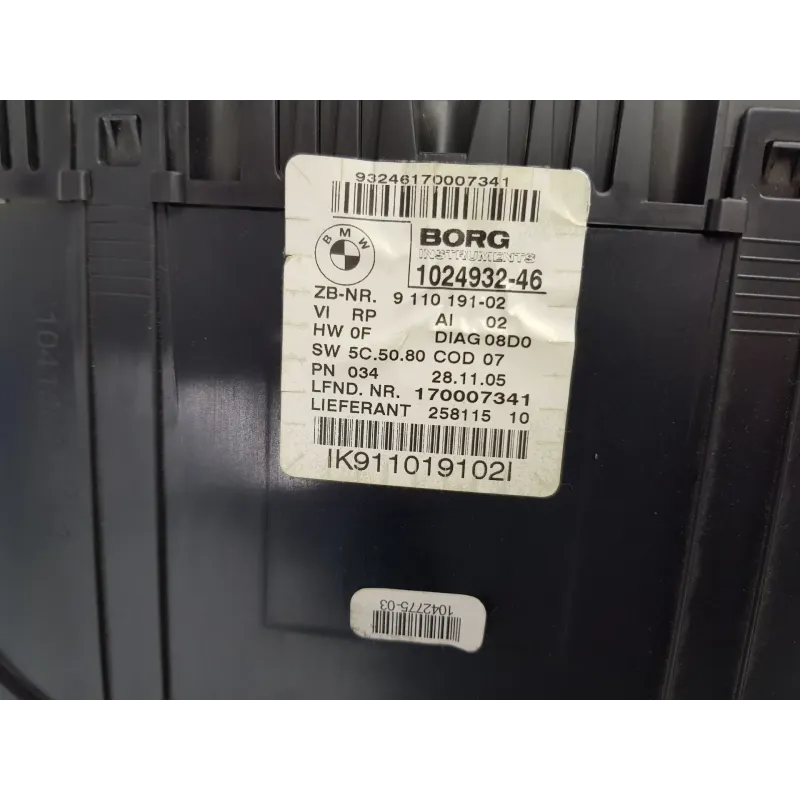 93246170007341
BMW
BORG
INSTRUMENTS
1024932-46
ZB-NR. 9 110 191-02
VI RP AI 02
HW 0F DIAG 08D0
SW 5C.50.80 COD 07
PN 034 28.11.05
LFND. NR. 170007341
LIEFERANT 258115 10
IK911019102I
1042775-03